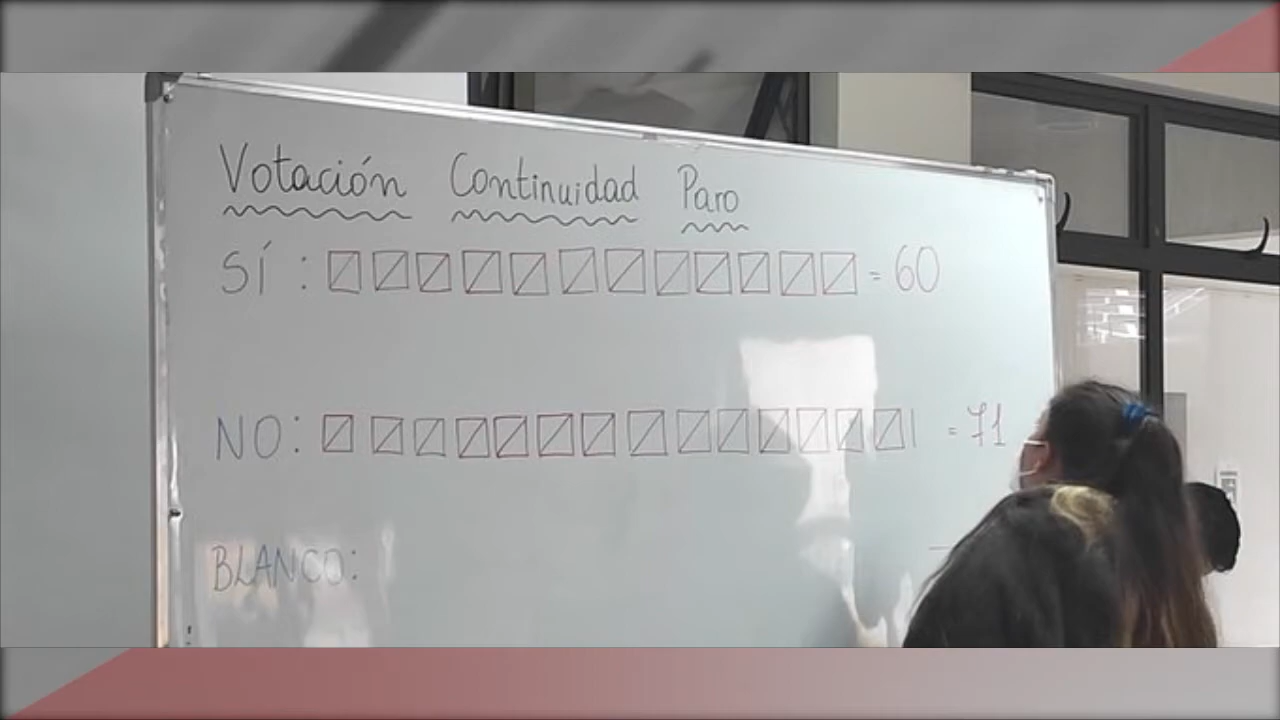 Votación Continuidad Paro
SÍ : = 60
NO: = 71
BLANCO: